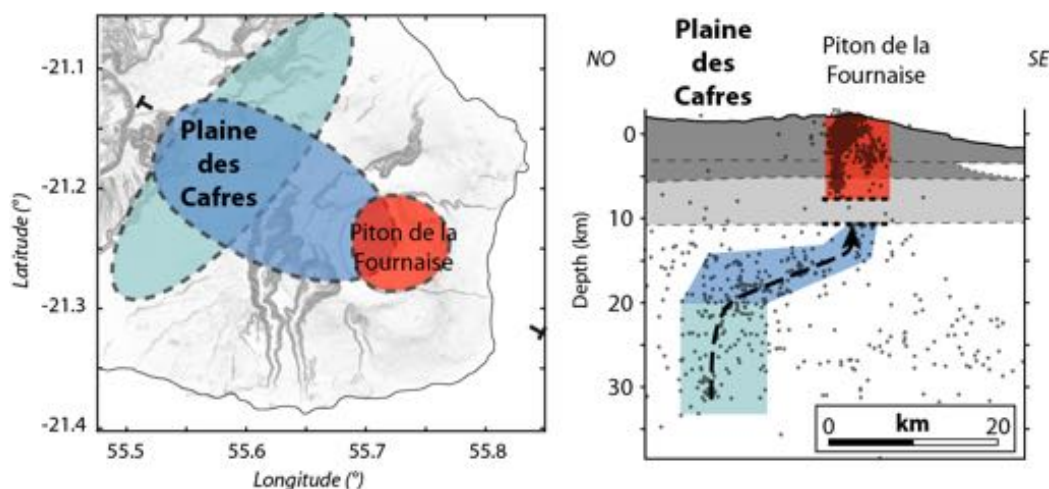 -21.1
-21.2
-21.3
-21.4
Latitude (°)
Plaine
des
Cafres
Piton de la
Fournaise
55.5
55.6
55.7
55.8
Longitude (°)
NO
Plaine
des
Cafres
Piton de la
Fournaise
SE
0
10
20
30
Depth (km)
0
km
20